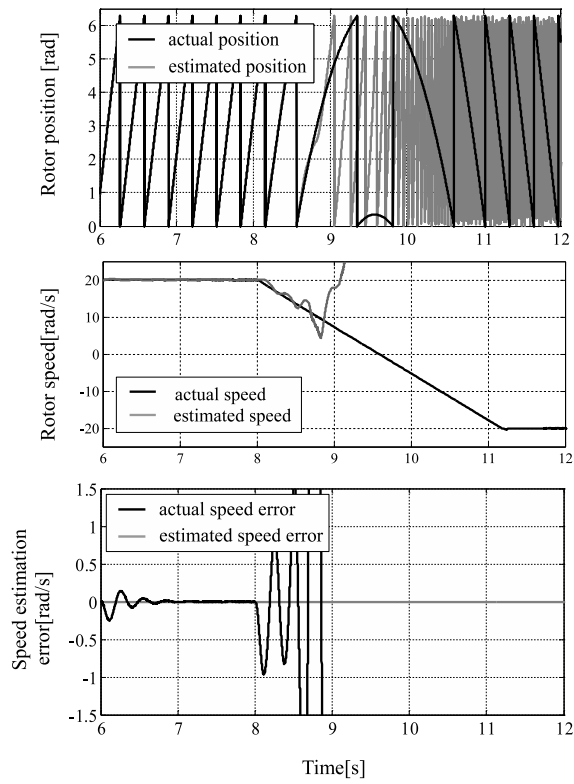 Rotor position [rad]
6
5
4
3
2
1
0
actual position
estimated position
6 7 8 9 10 11 12
Rotor speed[rad/s]
20
10
0
-10
-20
actual speed
estimated speed
6 7 8 9 10 11 12
Speed estimation
error[rad/s]
1.5
1
0.5
0
-0.5
-1
-1.5
actual speed error
estimated speed error
6 7 8 9 10 11 12
Time[s]